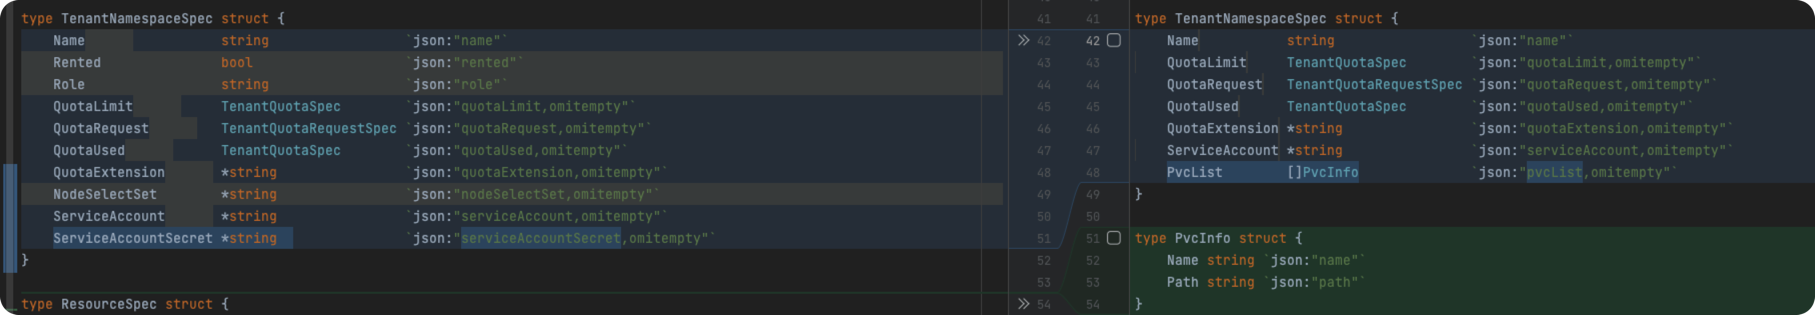 type TenantNamespaceSpec struct {
    Name                 string                 `json:"name"`
    Rented               bool                   `json:"rented"`
    Role                 string                 `json:"role"`
    QuotaLimit           TenantQuotaSpec        `json:"quotaLimit,omitempty"`
    QuotaRequest         TenantQuotaRequestSpec `json:"quotaRequest,omitempty"`
    QuotaUsed            TenantQuotaSpec        `json:"quotaUsed,omitempty"`
    QuotaExtension       *string                `json:"quotaExtension,omitempty"`
    NodeSelectSet        *string                `json:"nodeSelectSet,omitempty"`
    ServiceAccount       *string                `json:"serviceAccount,omitempty"`
    ServiceAccountSecret *string                `json:"serviceAccountSecret,omitempty"`
}
type ResourceSpec struct {
41 41
42 42
43 43
44 44
45 45
46 46
47 47
48 48
49 49
50 50
51 51
52 52
53 53
54 54
type TenantNamespaceSpec struct {
    Name           string                 `json:"name"`
    QuotaLimit     TenantQuotaSpec        `json:"quotaLimit,omitempty"`
    QuotaRequest   TenantQuotaRequestSpec `json:"quotaRequest,omitempty"`
    QuotaUsed      TenantQuotaSpec        `json:"quotaUsed,omitempty"`
    QuotaExtension *string                `json:"quotaExtension,omitempty"`
    ServiceAccount *string                `json:"serviceAccount,omitempty"`
    PvcList        []PvcInfo              `json:"pvcList,omitempty"`
}
type PvcInfo struct {
    Name string `json:"name"`
    Path string `json:"path"`
}